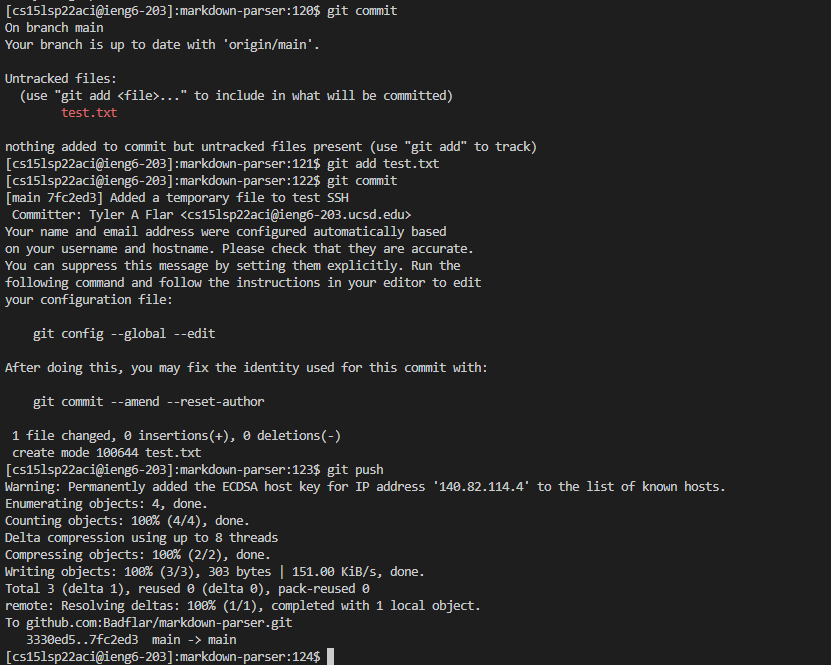 [cs15lsp22aci@ieng6-203]:markdown-parser:120$ git commit
On branch main
Your branch is up to date with 'origin/main'.
Untracked files:
(use "git add <file>..." to include in what will be committed)
test.txt
nothing added to commit but untracked files present (use "git add" to track)
[cs15lsp22aci@ieng6-203]:markdown-parser:121$ git add test.txt
[cs15lsp22aci@ieng6-203]:markdown-parser:122$ git commit
[main 7fc2ed3] Added a temporary file to test SSH
Committer: Tyler A Flar <cs15lsp22aci@ieng6-203.ucsd.edu>
Your name and email address were configured automatically based
on your username and hostname. Please check that they are accurate.
You can suppress this message by setting them explicitly. Run the
following command and follow the instructions in your editor to edit
your configuration file:
git config --global --edit
After doing this, you may fix the identity used for this commit with:
git commit --amend --reset-author
1 file changed, 0 insertions(+), 0 deletions(-)
create mode 100644 test.txt
[cs15lsp22aci@ieng6-203]:markdown-parser:123$ git push
Warning: Permanently added the ECDSA host key for IP address '140.82.114.4' to the list of known hosts.
Enumerating objects: 4, done.
Counting objects: 100% (4/4), done.
Delta compression using up to 8 threads
Compressing objects: 100% (2/2), done.
Writing objects: 100% (3/3), 303 bytes | 151.00 KiB/s, done.
Total 3 (delta 1), reused 0 (delta 0), pack-reused 0
remote: Resolving deltas: 100% (1/1), completed with 1 local object.
To github.com:Badflar/markdown-parser.git
3330ed5..7fc2ed3  main -> main
[cs15lsp22aci@ieng6-203]:markdown-parser:124$